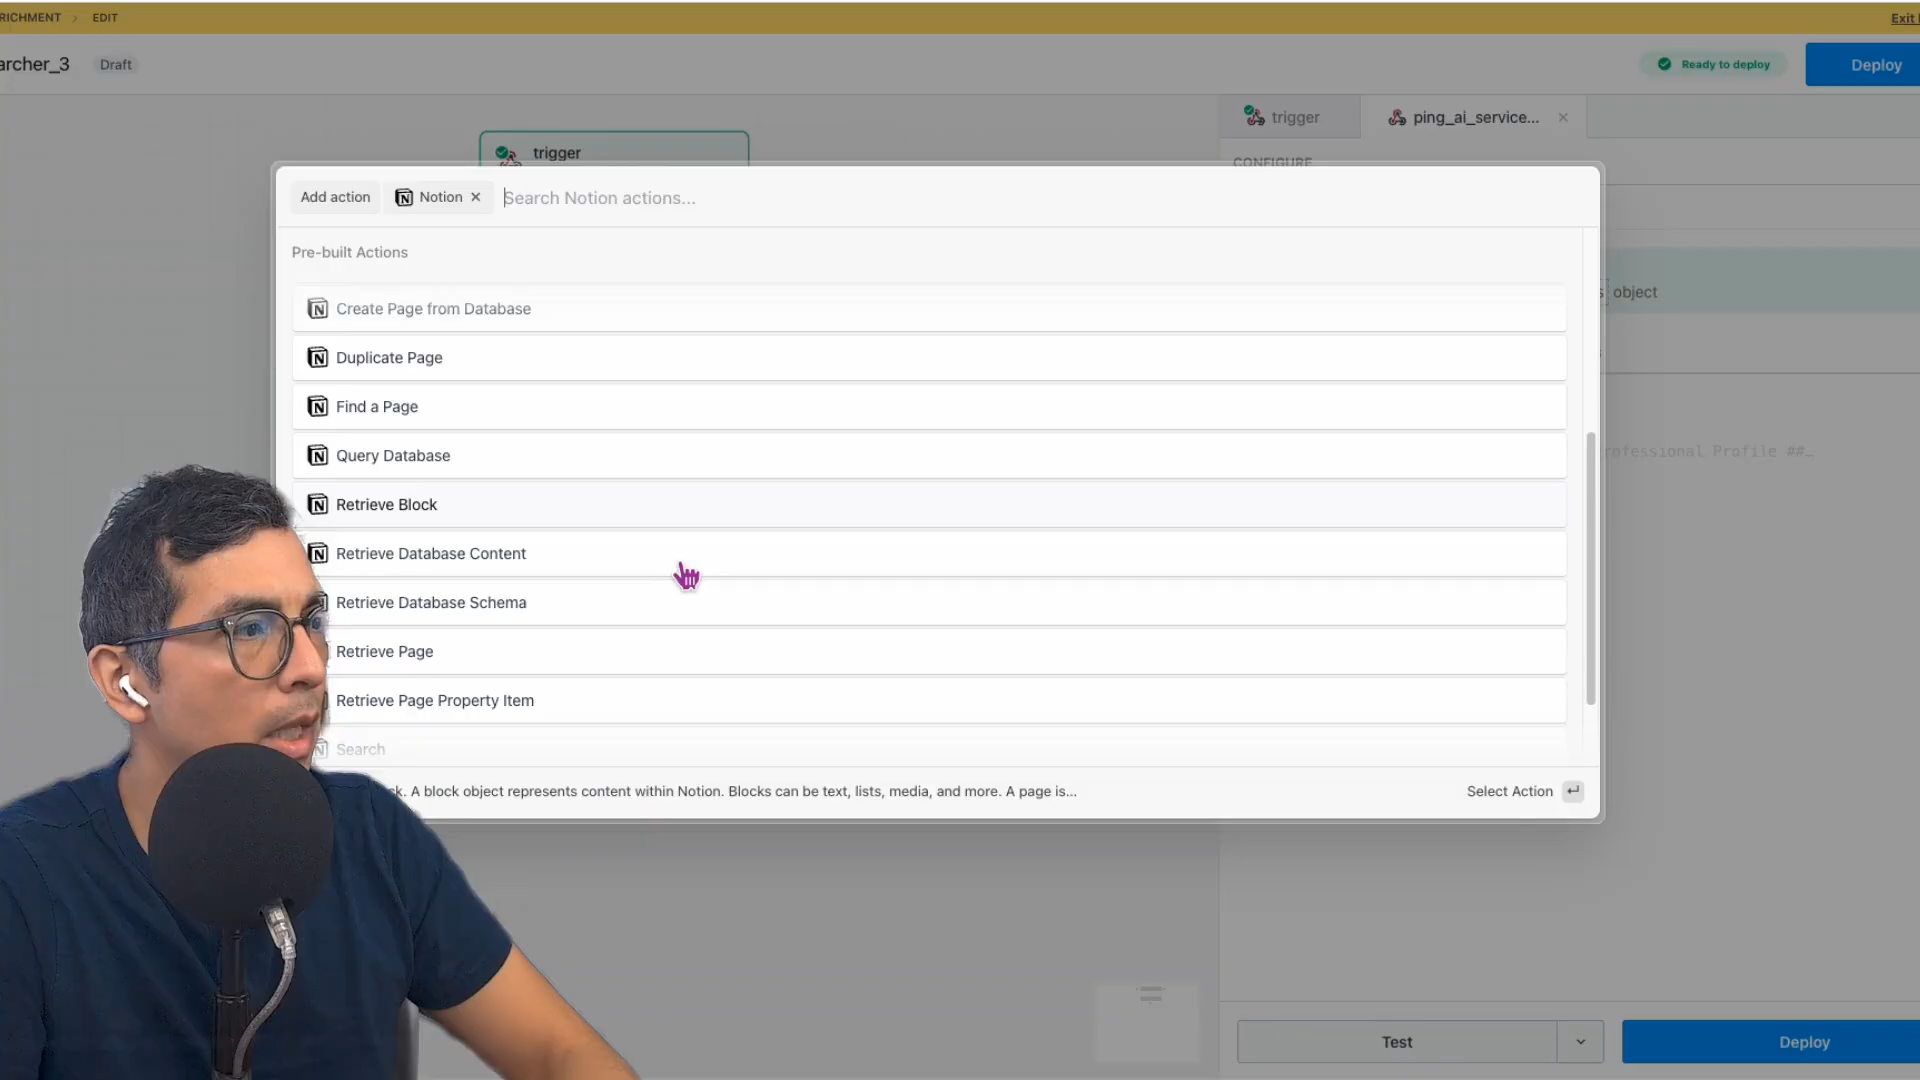 RICHMENT > EDIT
Exit
archer_3 Draft
Ready to deploy
Deploy
trigger
ping_ai_service...
trigger
CONFIGURE
Add action
Notion
Search Notion actions...
Pre-built Actions
Create Page from Database
Duplicate Page
Find a Page
Query Database
Retrieve Block
Retrieve Database Content
Retrieve Database Schema
Retrieve Page
Retrieve Page Property Item
Search
ck. A block object represents content within Notion. Blocks can be text, lists, media, and more. A page is...
Select Action
s object
rofessional Profile ##...
Test
Deploy